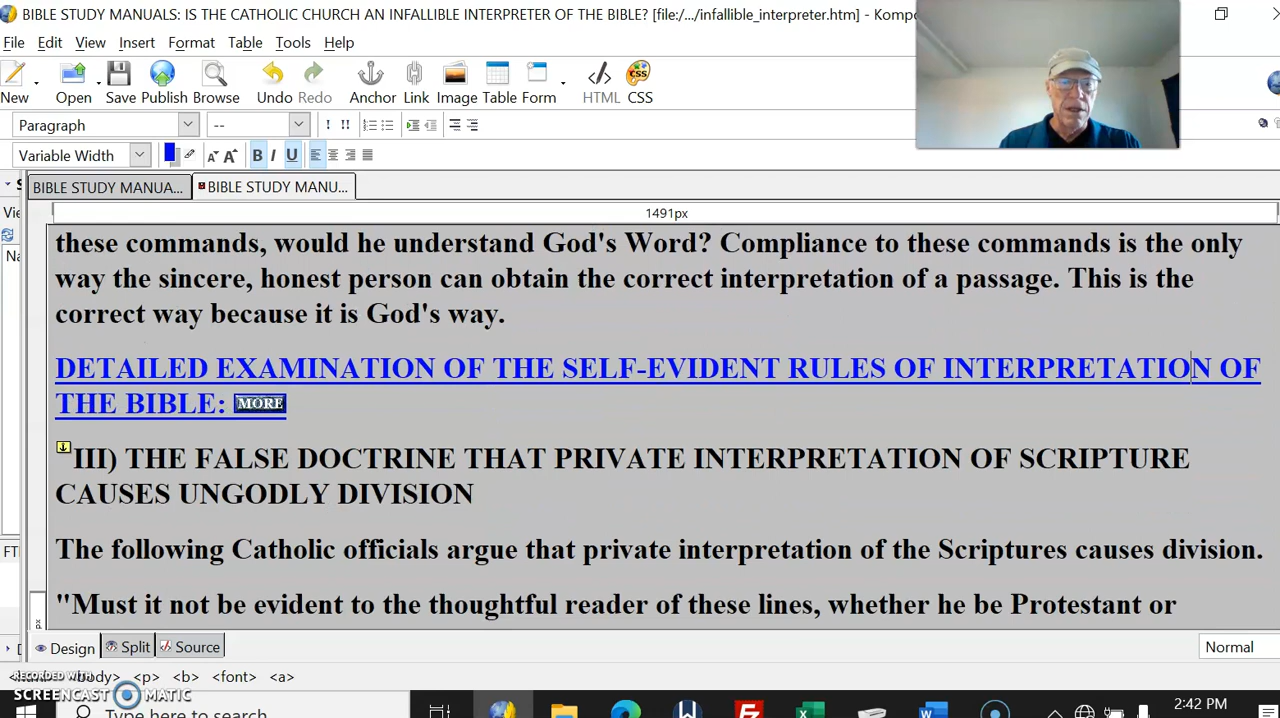 BIBLE STUDY MANUALS: IS THE CATHOLIC CHURCH AN INFALLIBLE INTERPRETER OF THE BIBLE? [file:/.../infallible_interpreter.htm] - Kompo
File Edit View Insert Format Table Tools Help
New Open Save Publish Browse Undo Redo Anchor Link Image Table Form HTML CSS
Paragraph --
Variable Width B I U
BIBLE STUDY MANUA... BIBLE STUDY MANU...
1491px
these commands, would he understand God's Word? Compliance to these commands is the only
way the sincere, honest person can obtain the correct interpretation of a passage. This is the
correct way because it is God's way.
DETAILED EXAMINATION OF THE SELF-EVIDENT RULES OF INTERPRETATION OF
THE BIBLE: MORE
III) THE FALSE DOCTRINE THAT PRIVATE INTERPRETATION OF SCRIPTURE
CAUSES UNGODLY DIVISION
The following Catholic officials argue that private interpretation of the Scriptures causes division.
"Must it not be evident to the thoughtful reader of these lines, whether he be Protestant or
Design Split Source Normal
<body> <p> <b> <font> <a>
RECORDED WITH
SCREENCAST MATIC
Type here to search
2:42 PM